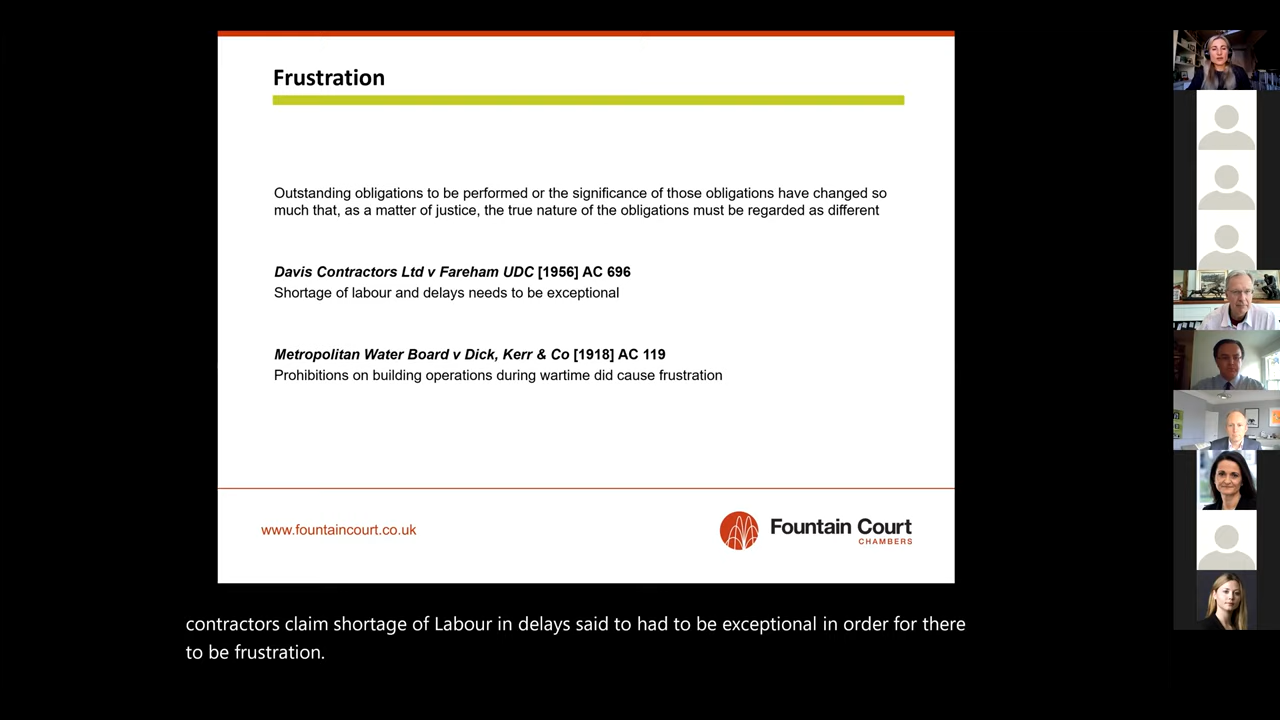 Frustration
Outstanding obligations to be performed or the significance of those obligations have changed so
much that, as a matter of justice, the true nature of the obligations must be regarded as different
Davis Contractors Ltd v Fareham UDC [1956] AC 696
Shortage of labour and delays needs to be exceptional
Metropolitan Water Board v Dick, Kerr & Co [1918] AC 119
Prohibitions on building operations during wartime did cause frustration
www.fountaincourt.co.uk
Fountain Court
CHAMBERS
contractors claim shortage of Labour in delays said to had to be exceptional in order for there
to be frustration.